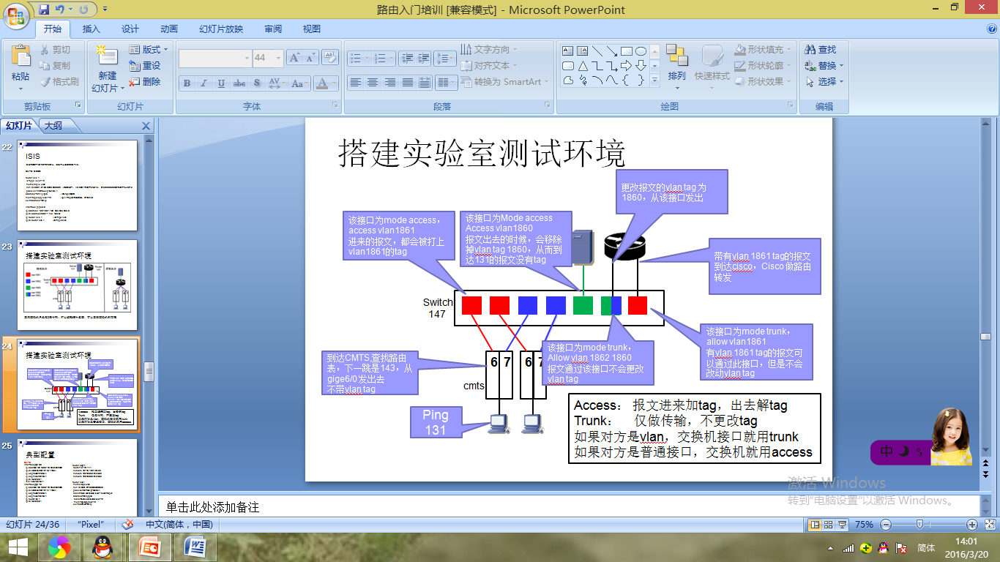 路由入门培训 [兼容模式] - Microsoft PowerPoint
开始
插入
设计
动画
幻灯片放映
审阅
视图
粘贴
剪切
复制
格式刷
剪贴板
新建
幻灯片
版式
重设
删除
幻灯片
44
字体
文字方向
对齐文本
转换为 SmartArt
段落
排列
快速样式
形状填充
形状轮廓
形状效果
绘图
查找
替换
选择
编辑
幻灯片
大纲
22
ISIS
23
搭建实验室测试环境
24
搭建实验室测试环境
25
典型配置
搭建实验室测试环境
更改报文的vlan tag 为
1860，从该接口发出
该接口为mode access，
access vlan1861
进来的报文，都会被打上
vlan1861的tag
该接口为Mode access
Access vlan1860
报文出去的时候，会移除
掉vlan tag 1860，从而到
达131的报文没有tag
带有vlan 1861 tag的报文
到达cisco，Cisco 做路由
转发
Switch
147
该接口为mode trunk，
allow vlan1861
有vlan 1861 tag的报文可
以通过此接口，但是不会
改动vlan tag
该接口为mode trunk，
Allow vlan 1862 1860
报文通过该接口不会更改
vlan tag
到达CMTS,查找路由
表，下一跳是143，从
gige6/0发出去
不带vlan tag
6 7
6 7
cmts
Ping
131
Access： 报文进来加tag，出去解tag
Trunk： 仅做传输，不更改tag
如果对方是vlan，交换机接口就用trunk
如果对方是普通接口，交换机就用access
中
激活 Windows
转到“电脑设置”以激活 Windows。
单击此处添加备注
幻灯片 24/36
“Pixel”
中文(简体，中国)
75%
简体
14:01
2016/3/20